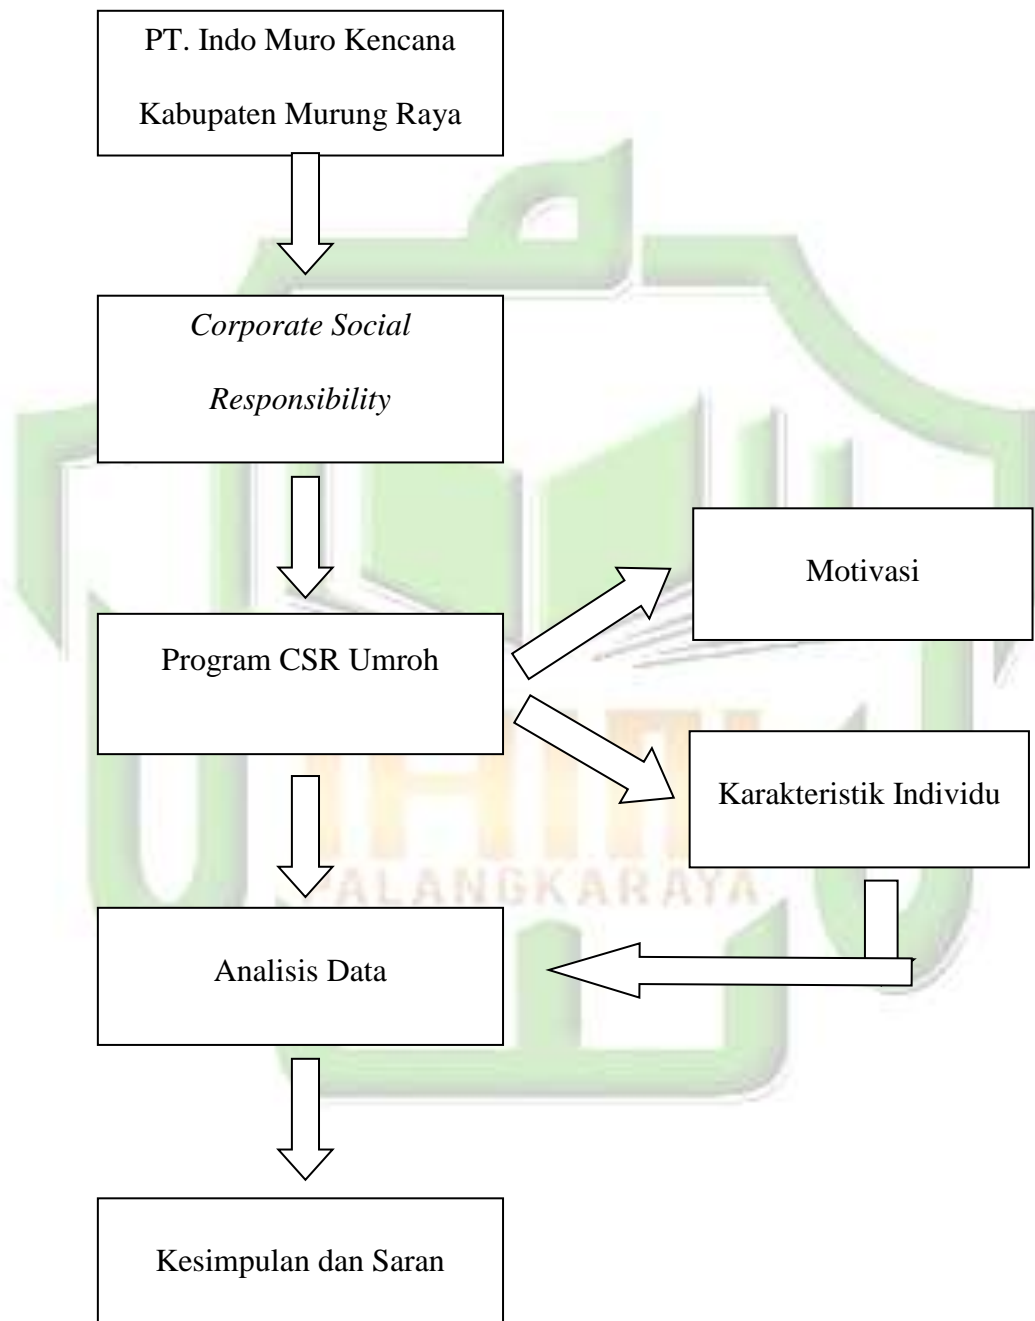 PT. Indo Muro Kencana
Kabupaten Murung Raya
Corporate Social
Responsibility
Motivasi
Program CSR Umroh
Karakteristik Individu
PALANGKARAYA
Analisis Data
Kesimpulan dan Saran